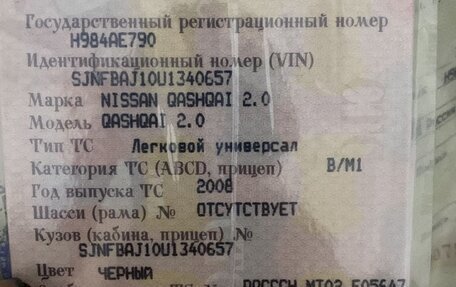 Государственный регистрационный номер
Н984АЕ790
Идентификационный номер (VIN)
SJNFBAJ10U1340657
Марка NISSAN QASHQAI 2.0
Модель QASHQAI 2.0
Тип ТС Легковой универсал
Категория ТС (ABCD, прицеп) B/M1
Год выпуска ТС 2008
Шасси (рама) № ОТСУТСТВУЕТ
Кузов (кабина, прицеп) №
SJNFBAJ10U1340657
Цвет ЧЕРНЫЙ